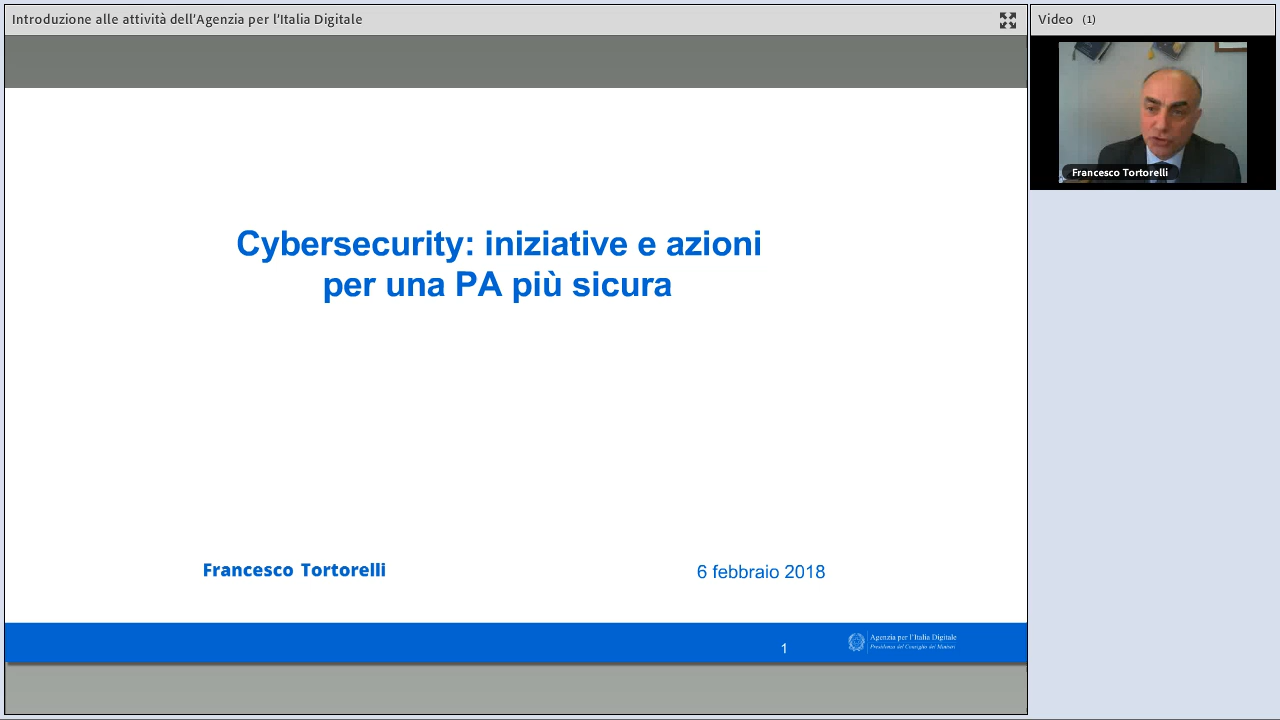 Introduzione alle attività dell'Agenzia per l'Italia Digitale
Video (1)
Francesco Tortorelli
Cybersecurity: iniziative e azioni
per una PA più sicura
Francesco Tortorelli
6 febbraio 2018
1
Agenzia per l'Italia Digitale
Presidenza del Consiglio dei Ministri